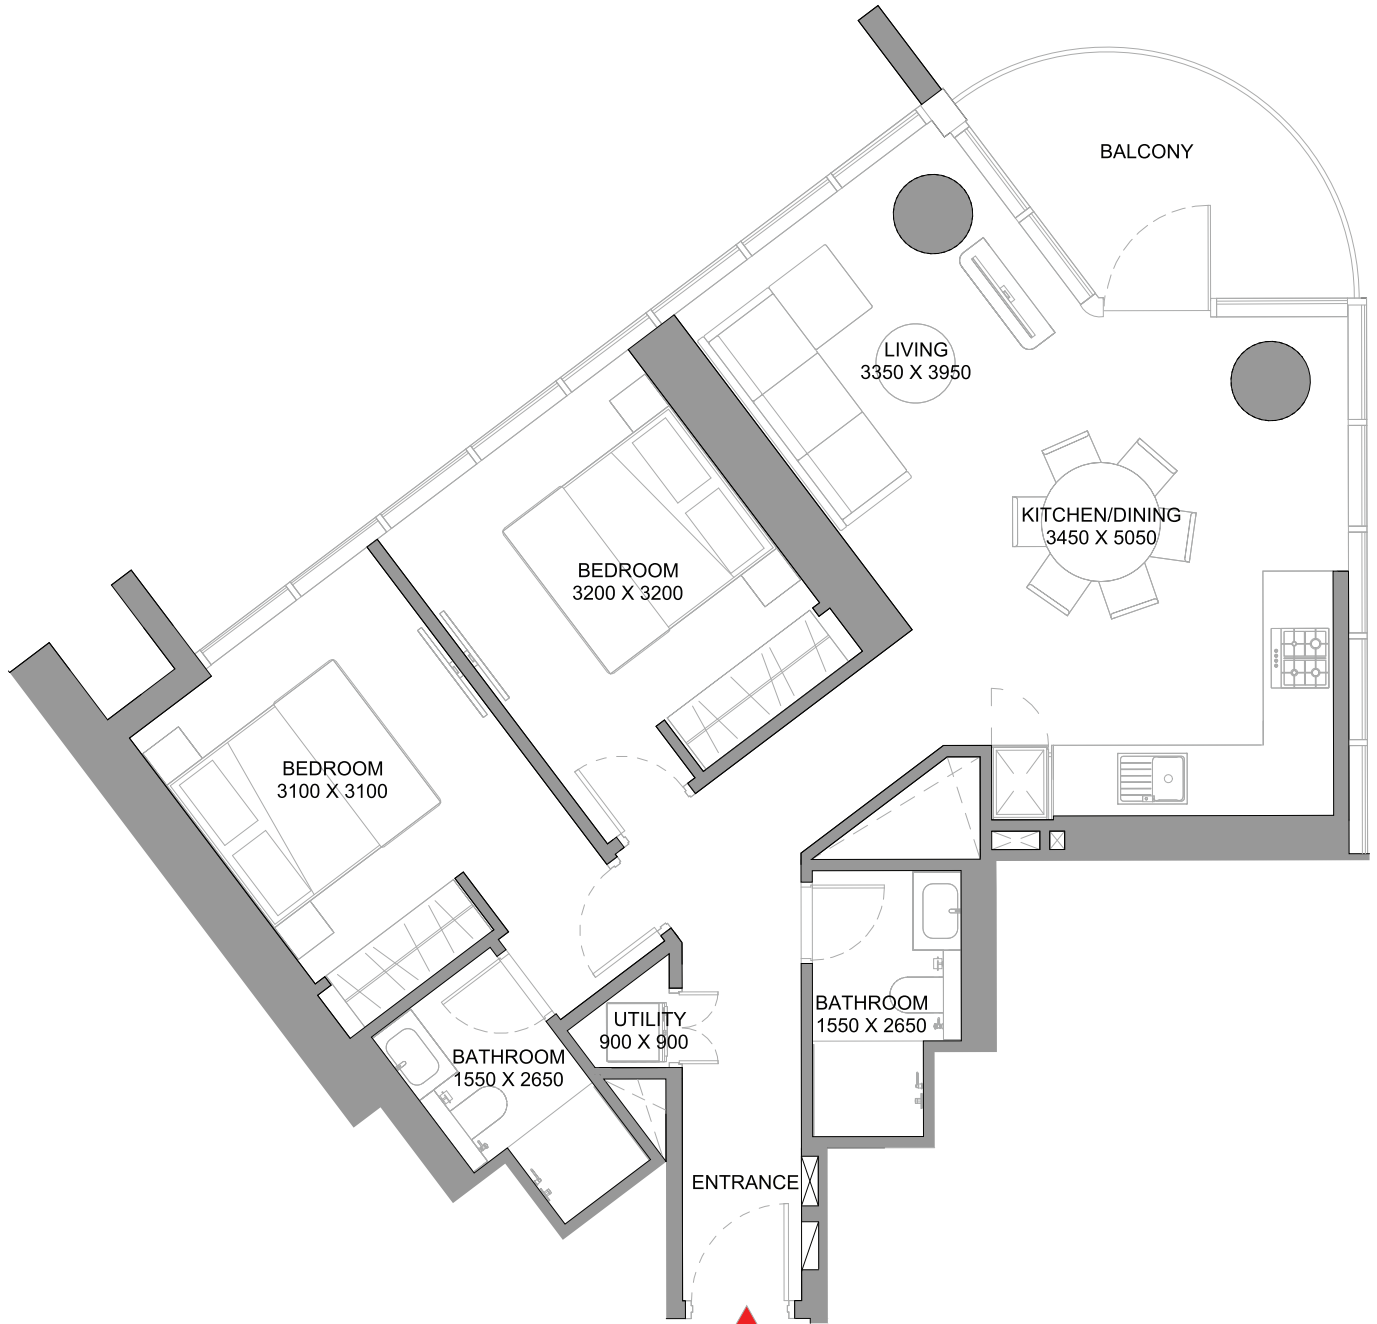 BALCONY
LIVING
3350 X 3950
KITCHEN/DINING
3450 X 5050
BEDROOM
3200 X 3200
BEDROOM
3100 X 3100
BATHROOM
1550 X 2650
UTILITY
900 X 900
BATHROOM
1550 X 2650
ENTRANCE